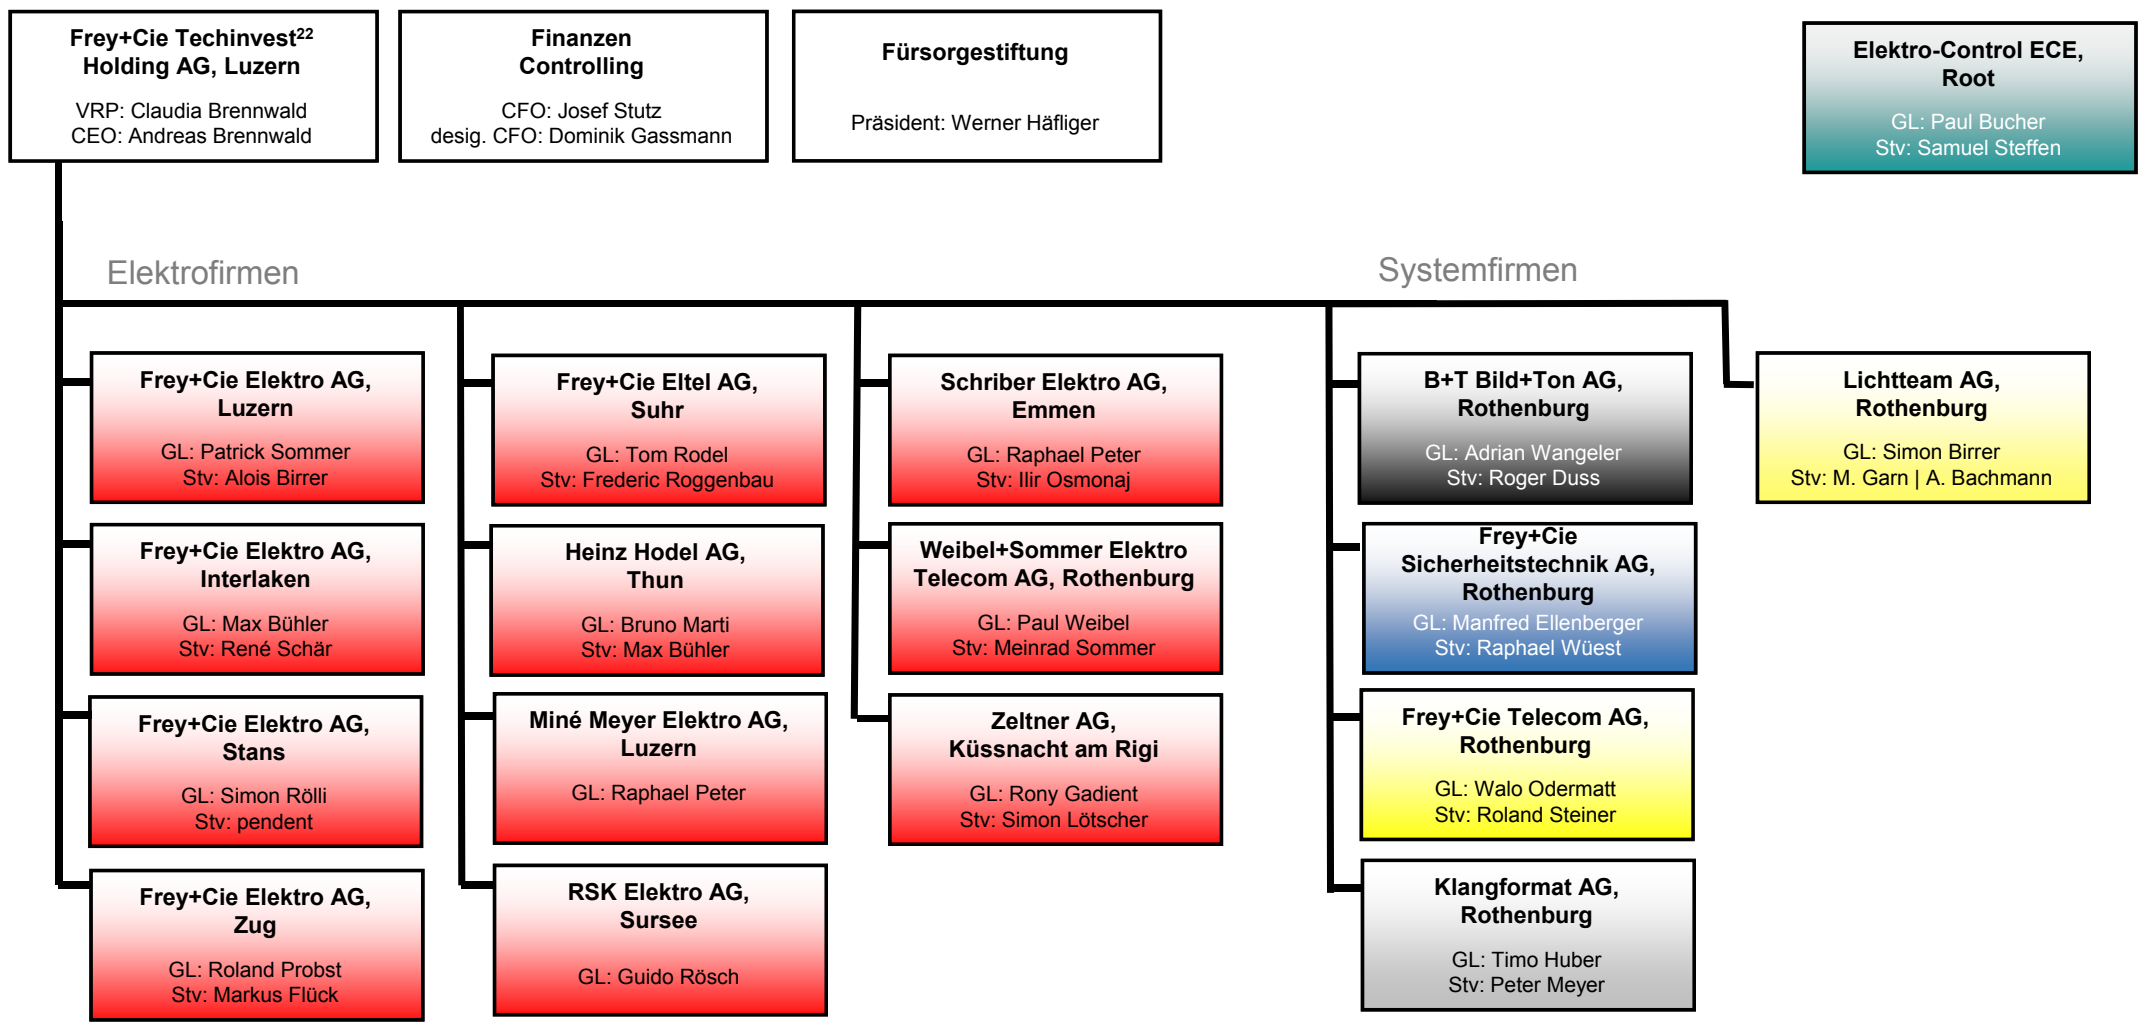 Frey+Cie Techinvest²²
Holding AG, Luzern
VRP: Claudia Brennwald
CEO: Andreas Brennwald
Finanzen
Controlling
CFO: Josef Stutz
desig. CFO: Dominik Gassmann
Fürsorgestiftung
Präsident: Werner Häfliger
Elektro-Control ECE,
Root
GL: Paul Bucher
Stv: Samuel Steffen
Elektrofirmen
Systemfirmen
Frey+Cie Elektro AG,
Luzern
GL: Patrick Sommer
Stv: Alois Birrer
Frey+Cie Eltel AG,
Suhr
GL: Tom Rodel
Stv: Frederic Roggenbau
Schriber Elektro AG,
Emmen
GL: Raphael Peter
Stv: Ilir Osmonaj
B+T Bild+Ton AG,
Rothenburg
GL: Adrian Wangeler
Stv: Roger Duss
Lichtteam AG,
Rothenburg
GL: Simon Birrer
Stv: M. Garn | A. Bachmann
Frey+Cie Elektro AG,
Interlaken
GL: Max Bühler
Stv: René Schär
Heinz Hodel AG,
Thun
GL: Bruno Marti
Stv: Max Bühler
Weibel+Sommer Elektro
Telecom AG, Rothenburg
GL: Paul Weibel
Stv: Meinrad Sommer
Frey+Cie
Sicherheitstechnik AG,
Rothenburg
GL: Manfred Ellenberger
Stv: Raphael Wüest
Frey+Cie Elektro AG,
Stans
GL: Simon Rölli
Stv: pendent
Miné Meyer Elektro AG,
Luzern
GL: Raphael Peter
Zeltner AG,
Küssnacht am Rigi
GL: Rony Gadient
Stv: Simon Lötscher
Frey+Cie Telecom AG,
Rothenburg
GL: Walo Odermatt
Stv: Roland Steiner
Frey+Cie Elektro AG,
Zug
GL: Roland Probst
Stv: Markus Flück
RSK Elektro AG,
Sursee
GL: Guido Rösch
Klangformat AG,
Rothenburg
GL: Timo Huber
Stv: Peter Meyer